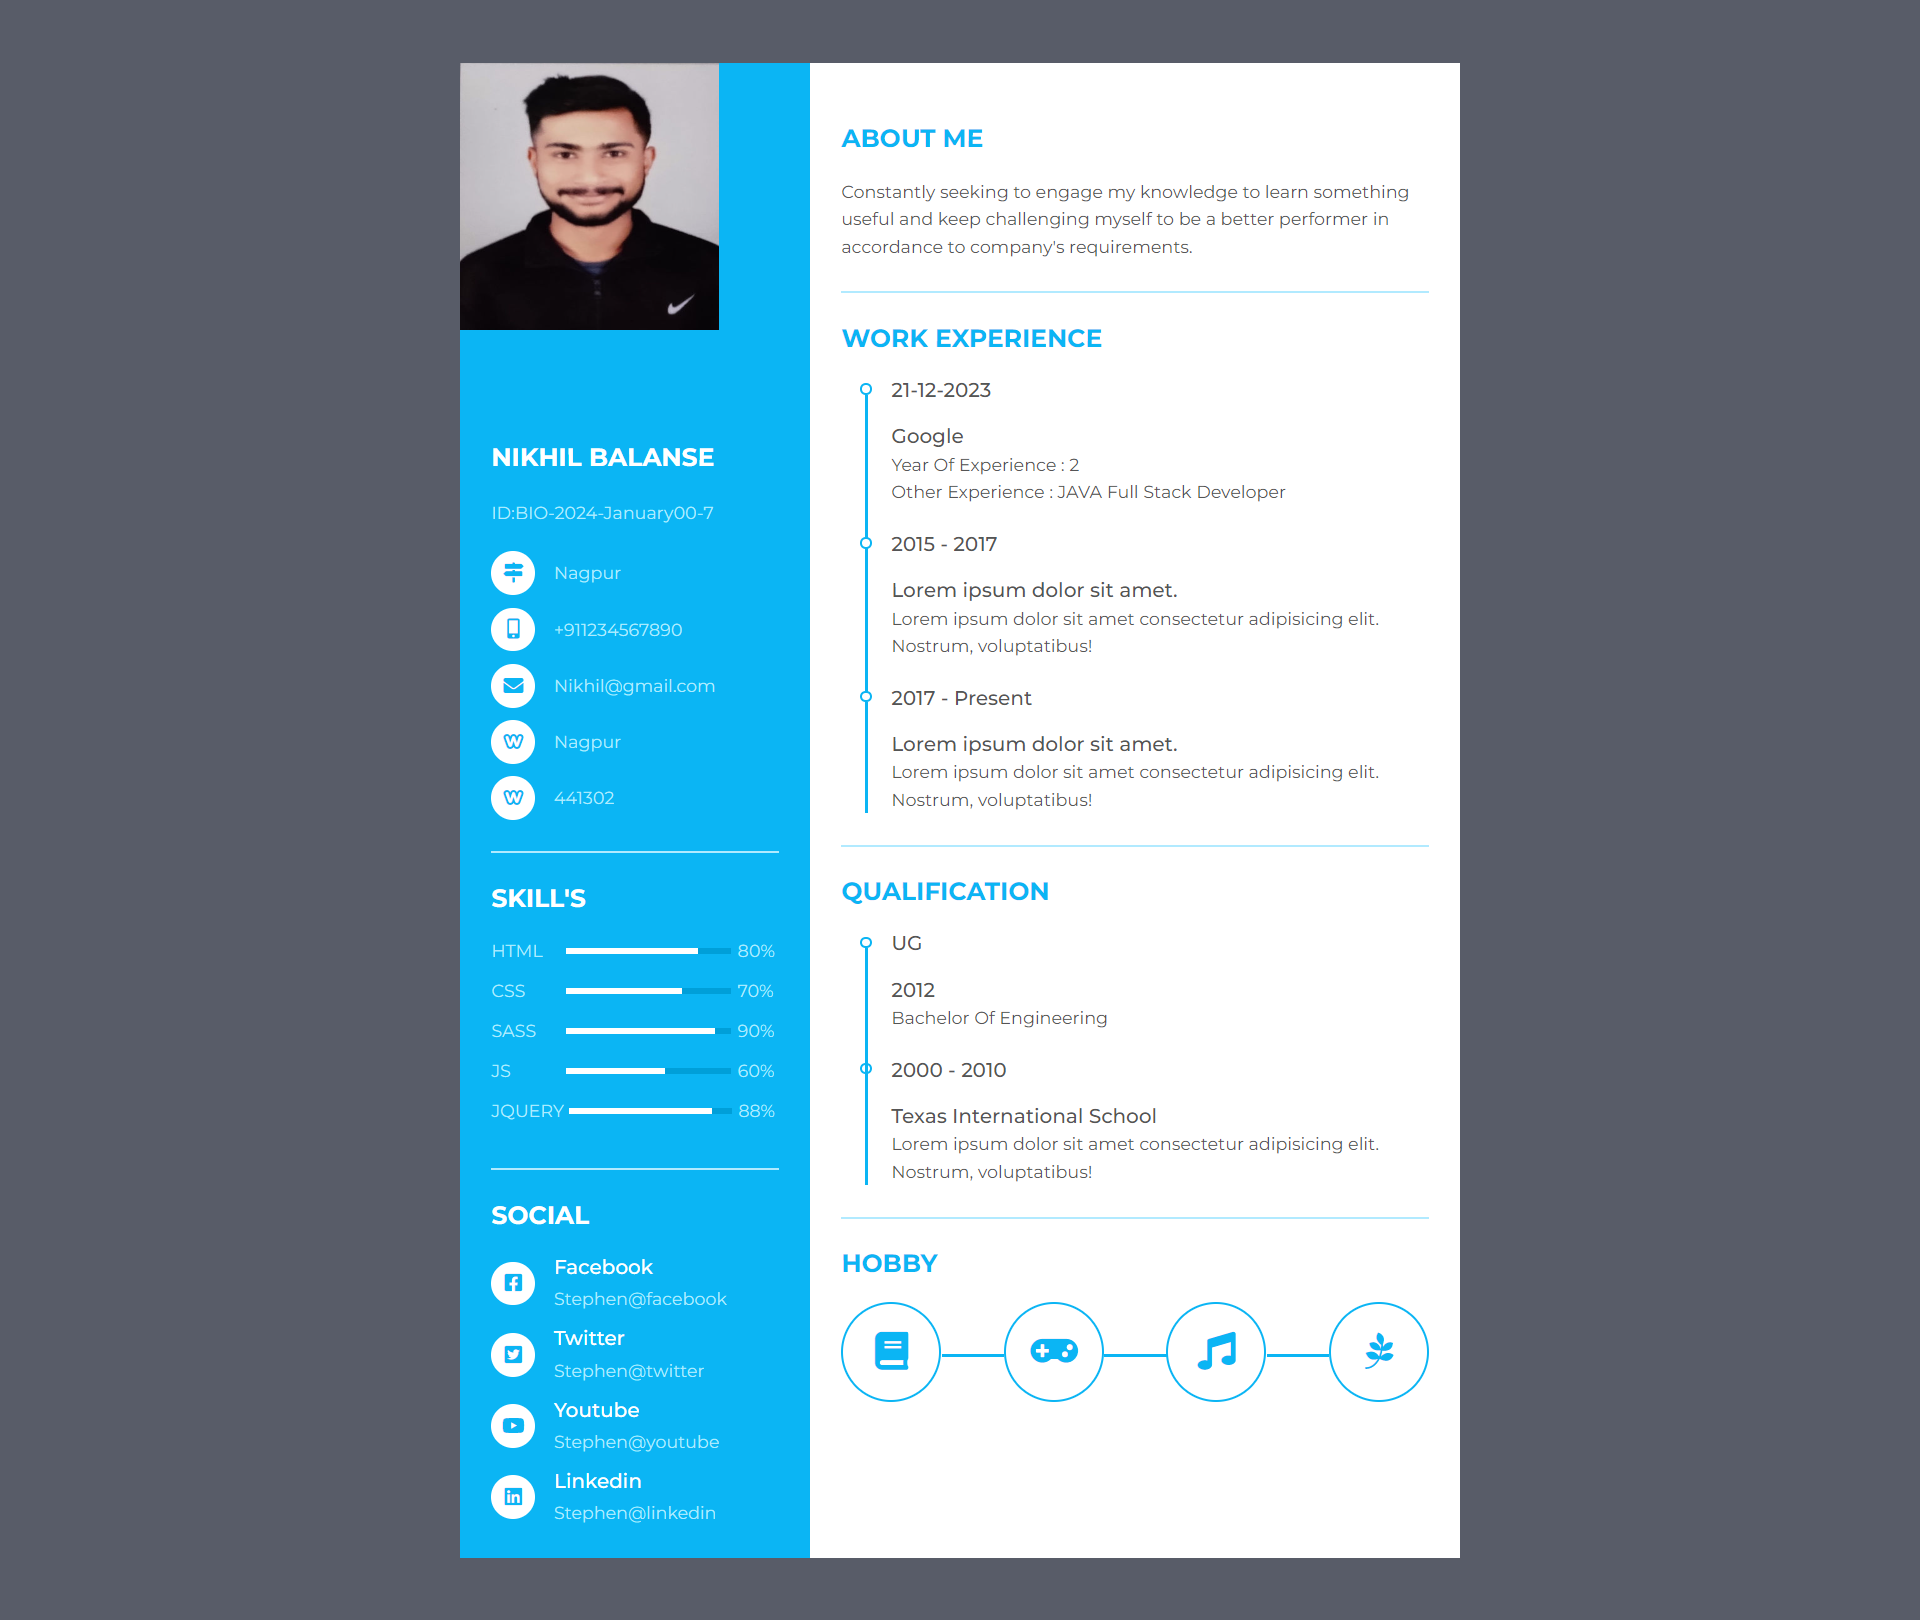 NIKHIL BALANSE
ID:BIO-2024-January00-7
Nagpur
+911234567890
Nikhil@gmail.com
Nagpur
441302
SKILL'S
HTML 80%
CSS 70%
SASS 90%
JS 60%
JQUERY 88%
SOCIAL
Facebook
Stephen@facebook
Twitter
Stephen@twitter
Youtube
Stephen@youtube
Linkedin
Stephen@linkedin
ABOUT ME
Constantly seeking to engage my knowledge to learn something
useful and keep challenging myself to be a better performer in
accordance to company's requirements.
WORK EXPERIENCE
21-12-2023
Google
Year Of Experience : 2
Other Experience : JAVA Full Stack Developer
2015 - 2017
Lorem ipsum dolor sit amet.
Lorem ipsum dolor sit amet consectetur adipisicing elit.
Nostrum, voluptatibus!
2017 - Present
Lorem ipsum dolor sit amet.
Lorem ipsum dolor sit amet consectetur adipisicing elit.
Nostrum, voluptatibus!
QUALIFICATION
UG
2012
Bachelor Of Engineering
2000 - 2010
Texas International School
Lorem ipsum dolor sit amet consectetur adipisicing elit.
Nostrum, voluptatibus!
HOBBY